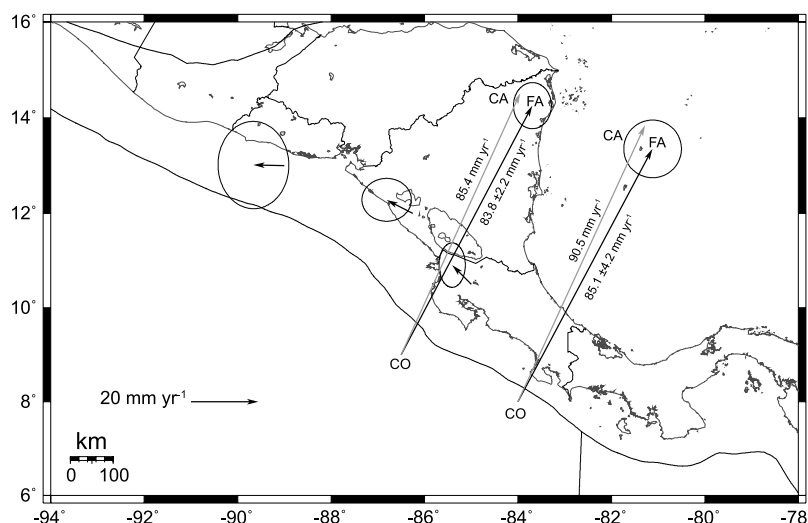 16°
14°
12°
10°
8°
6°
-94°
-92°
-90°
-88°
-86°
-84°
-82°
-80°
-78°
CA
FA
85.4 mm yr-1
83.8 ±2.2 mm yr-1
CO
CA
FA
90.5 mm yr-1
85.1 ±4.2 mm yr-1
CO
20 mm yr-1
km
0 100